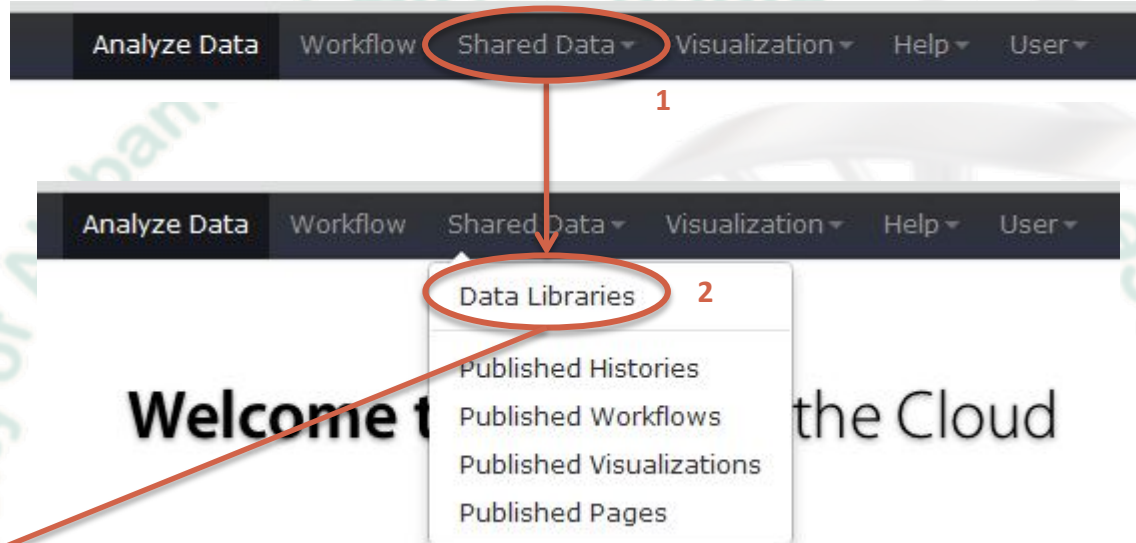 Analyze Data Workflow Shared Data Visualization Help User
1
Analyze Data Workflow Shared Data Visualization Help User
Data Libraries 2
Published Histories
Welcome t the Cloud
Published Workflows
Published Visualizations
Published Pages